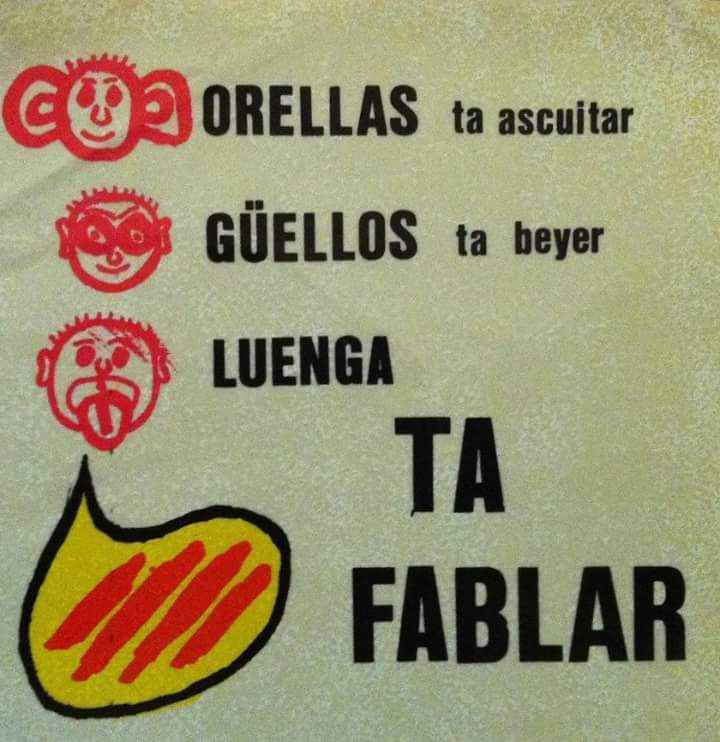 ORELLAS ta ascuitar
GÜELLOS ta beyer
LUENGA
TA
FABLAR